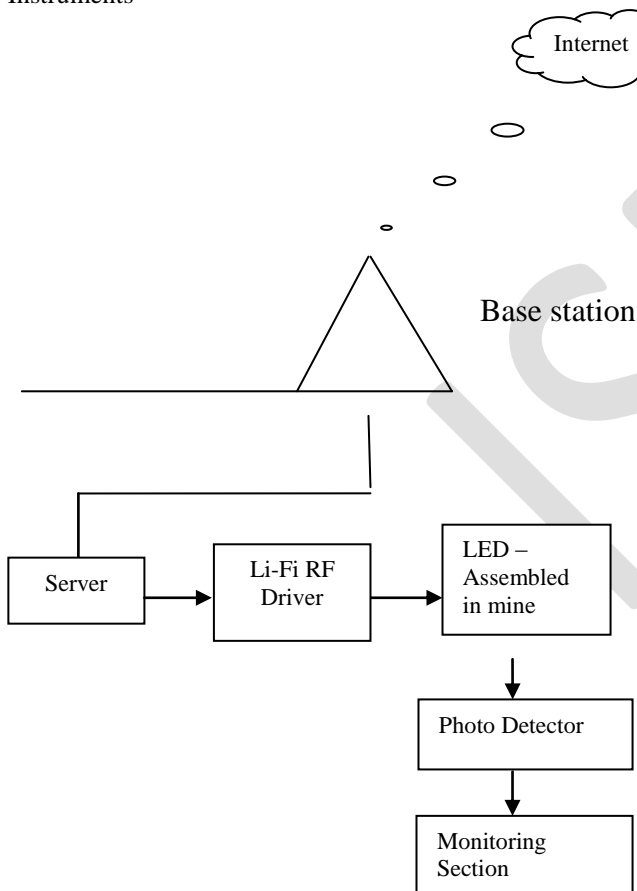 Instruments
Internet
Base station
Server
Li-Fi RF
Driver
LED –
Assembled
in mine
Photo Detector
Monitoring
Section